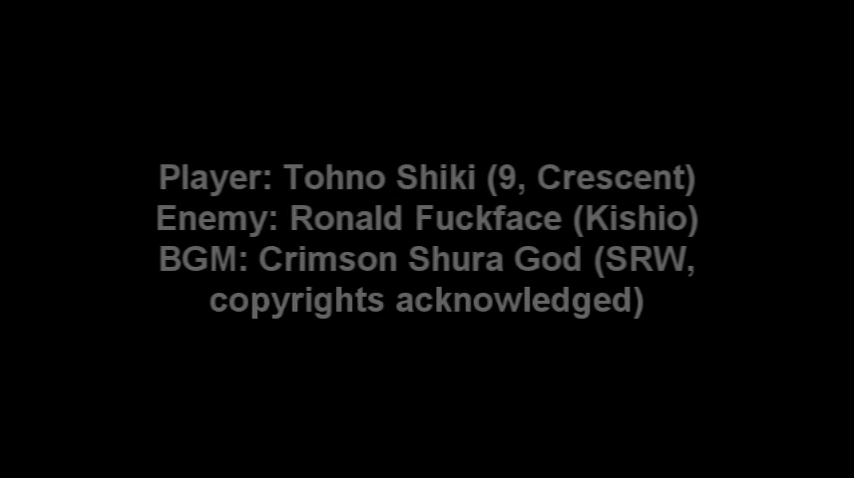 Player: Tohno Shiki (9, Crescent)
Enemy: Ronald Fuckface (Kishio)
BGM: Crimson Shura God (SRW,
copyrights acknowledged)